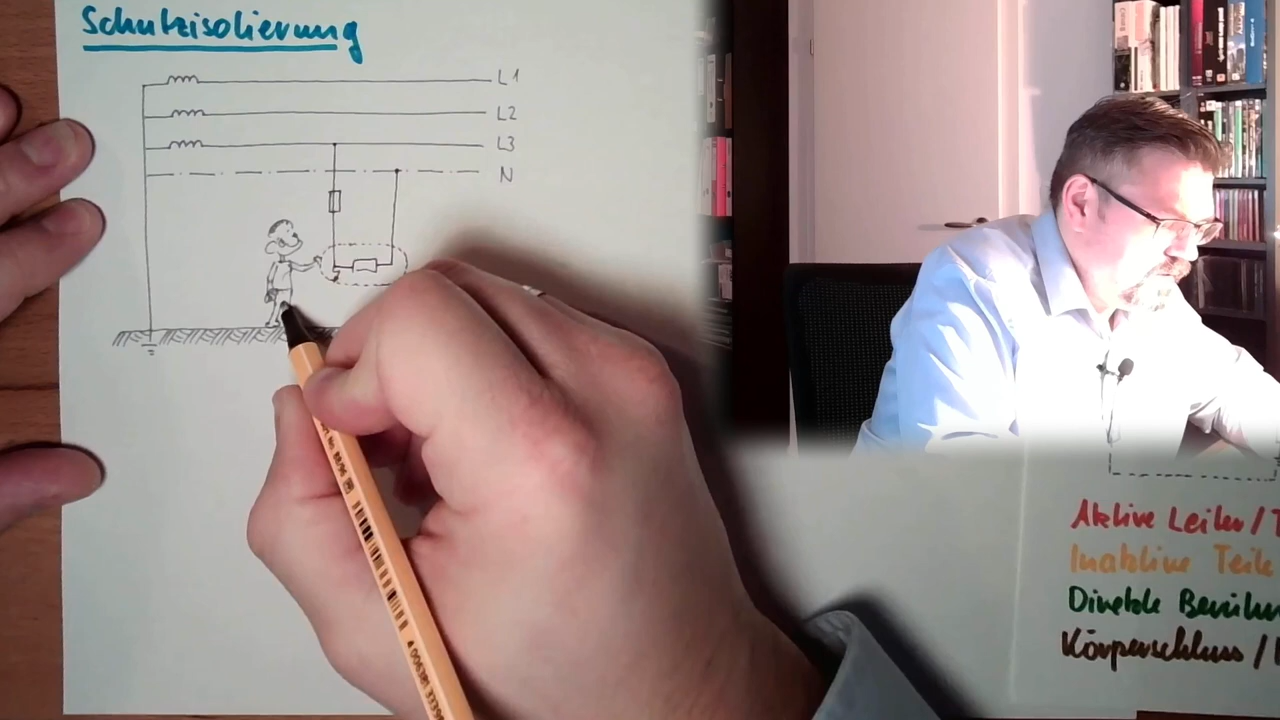 Schutzisolierung
L1
L2
L3
N
Aktive Leiter / T
Inaktive Teile
Direkte Berühr
Körperschluss /